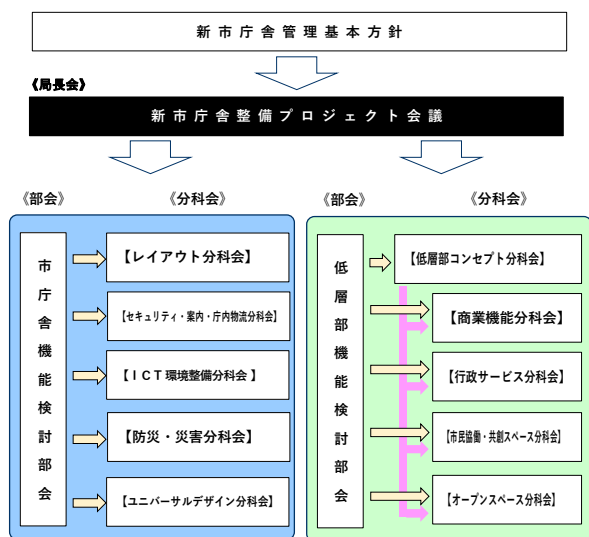 新市庁舎管理基本方針
《局長会》
新市庁舎整備プロジェクト会議
《部会》 《分科会》
市庁舎機能検討部会
【レイアウト分科会】
【セキュリティ・案内・庁内物流分科会】
【ICT環境整備分科会】
【防災・災害分科会】
【ユニバーサルデザイン分科会】
《部会》 《分科会》
低層部機能検討部会
【低層部コンセプト分科会】
【商業機能分科会】
【行政サービス分科会】
【市民協働・共創スペース分科会】
【オープンスペース分科会】